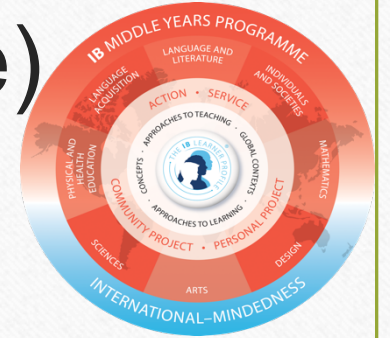 e)
IB MIDDLE YEARS PROGRAMME
LANGUAGE AND
LITERATURE
LANGUAGE
ACQUISITION
INDIVIDUALS
AND SOCIETIES
PHYSICAL AND
HEALTH
EDUCATION
MATHEMATICS
SCIENCES
DESIGN
ARTS
ACTION • SERVICE
COMMUNITY PROJECT • PERSONAL PROJECT
APPROACHES TO TEACHING
CONCEPTS
GLOBAL CONTEXTS
APPROACHES TO LEARNING
THE IB LEARNER PROFILE
INTERNATIONAL–MINDEDNESS